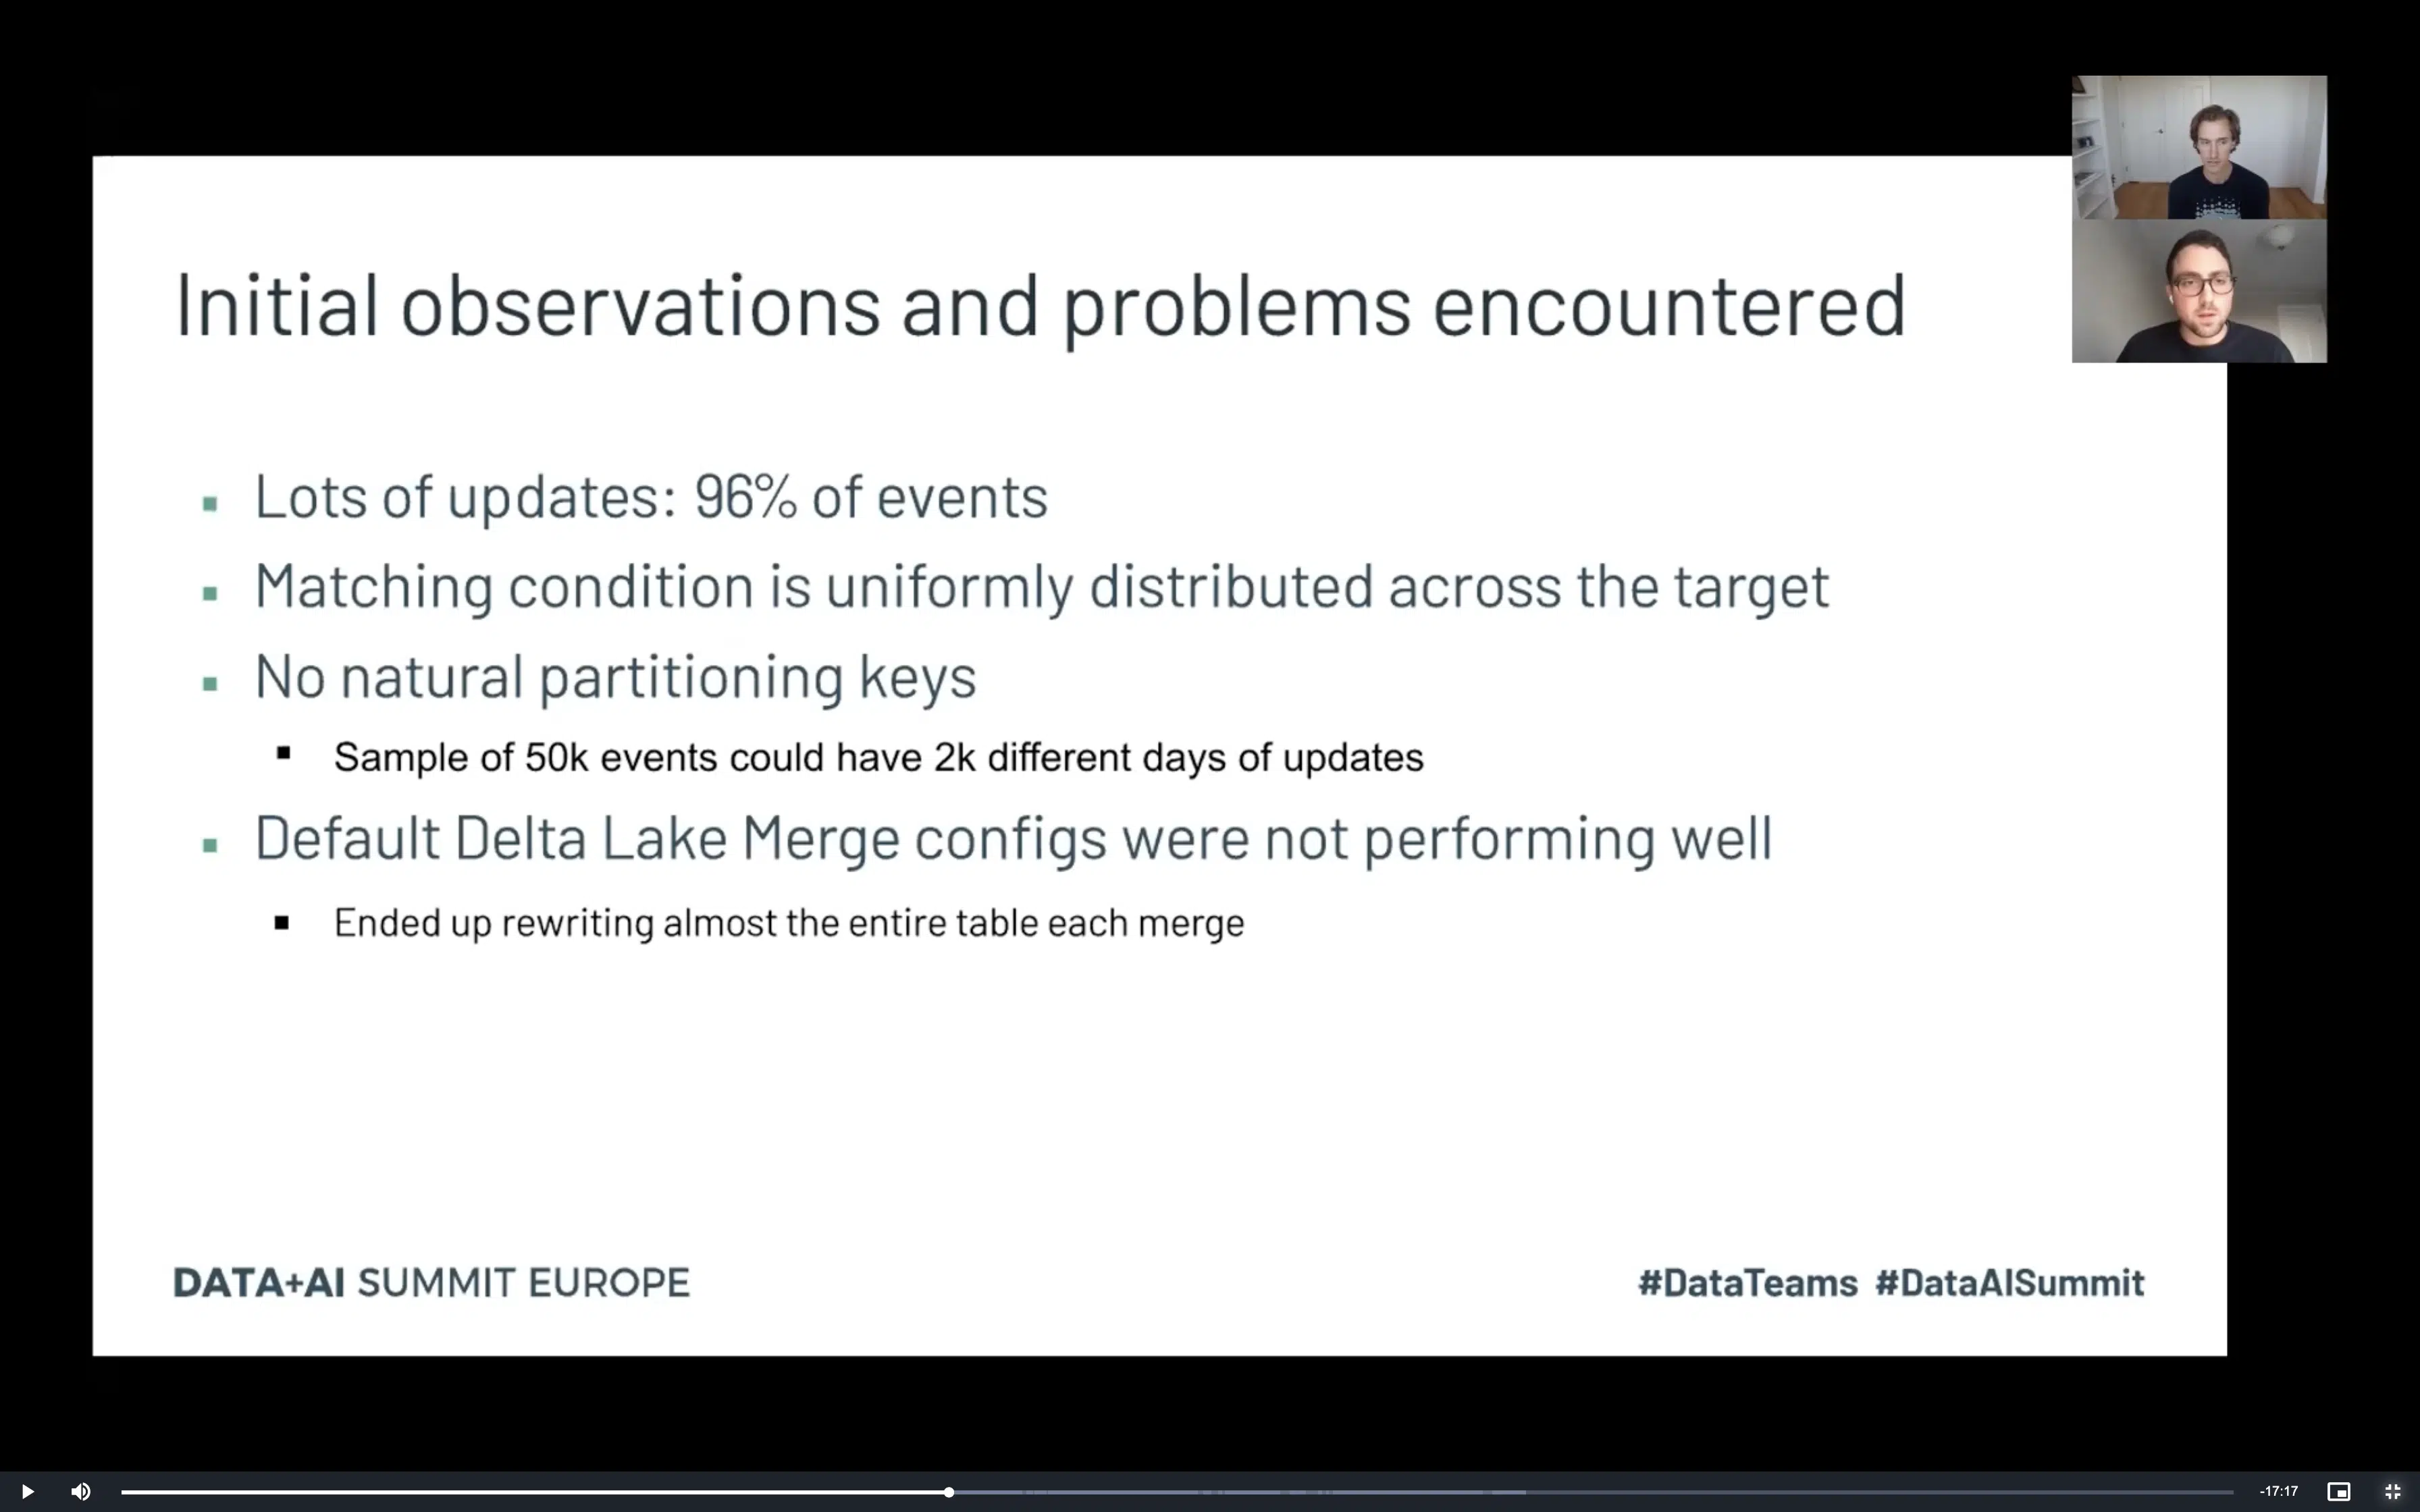 Initial observations and problems encountered
Lots of updates: 96% of events
Matching condition is uniformly distributed across the target
No natural partitioning keys
Sample of 50k events could have 2k different days of updates
Default Delta Lake Merge configs were not performing well
Ended up rewriting almost the entire table each merge
DATA+AI SUMMIT EUROPE
#DataTeams #DataAISummit
-17:17